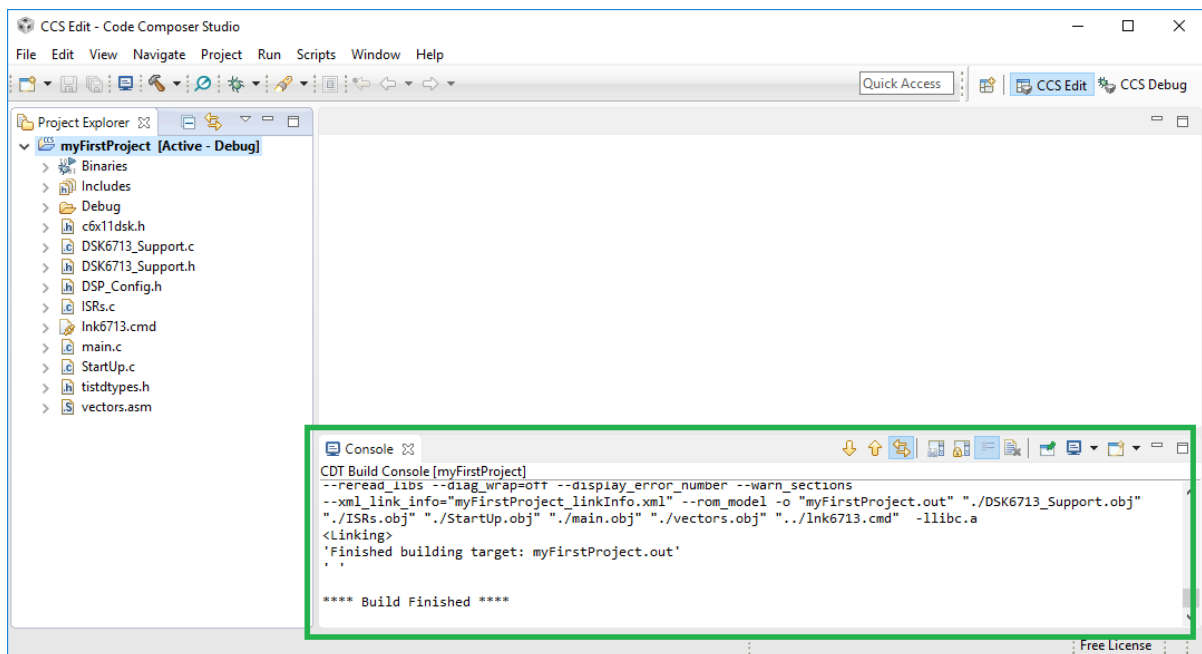 CCS Edit - Code Composer Studio
File Edit View Navigate Project Run Scripts Window Help
Quick Access
CCS Edit
CCS Debug
Project Explorer
myFirstProject [Active - Debug]
Binaries
Includes
Debug
c6x11dsk.h
DSK6713_Support.c
DSK6713_Support.h
DSP_Config.h
ISRs.c
lnk6713.cmd
main.c
StartUp.c
tistdtypes.h
vectors.asm
Console
CDT Build Console [myFirstProject]
--reread_libs --diag_wrap=off --display_error_number --warn_sections
--xml_link_info="myFirstProject_linkInfo.xml" --rom_model -o "myFirstProject.out" "./DSK6713_Support.obj"
"./ISRs.obj" "./StartUp.obj" "./main.obj" "./vectors.obj" "../lnk6713.cmd" -llibc.a
<Linking>
'Finished building target: myFirstProject.out'
' '
**** Build Finished ****
Free License